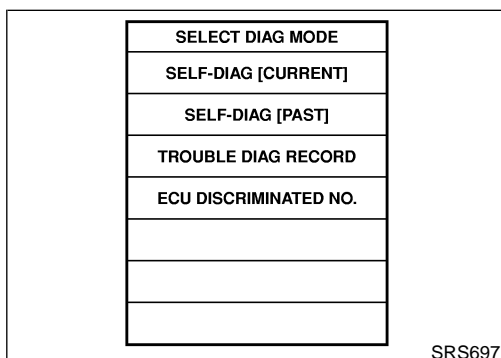 SELECT DIAG MODE
SELF-DIAG [CURRENT]
SELF-DIAG [PAST]
TROUBLE DIAG RECORD
ECU DISCRIMINATED NO.
SRS697